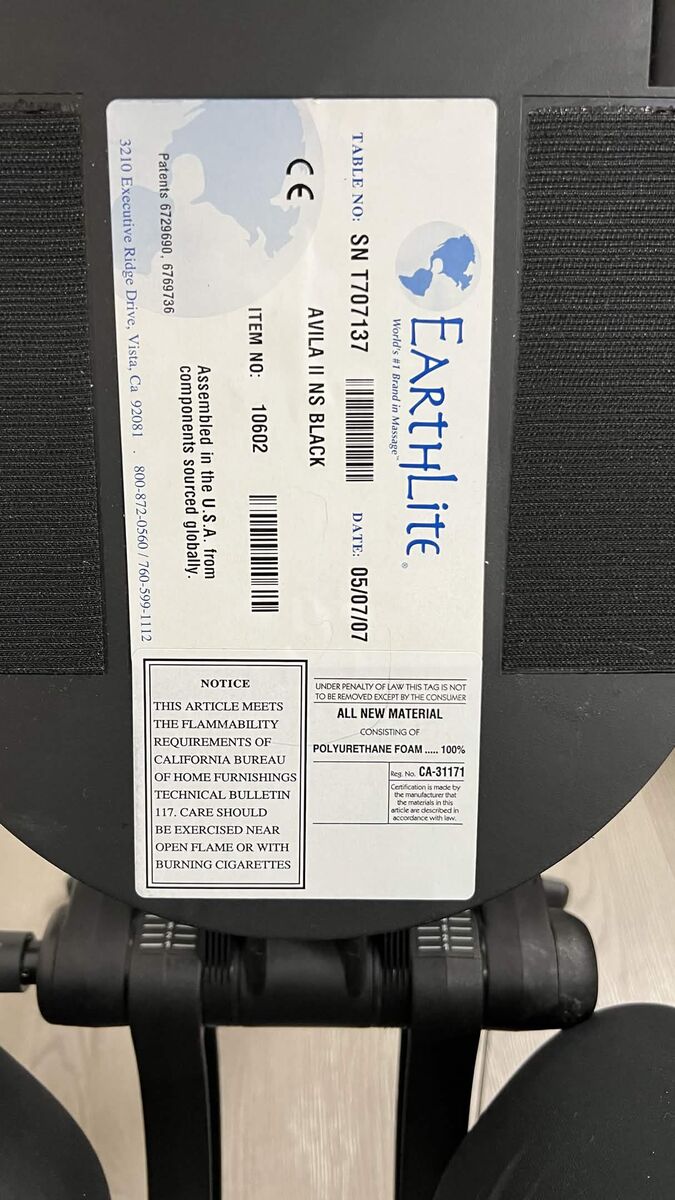 EARTHLITE®
World's #1 Brand in Massage™
TABLE NO: SN T707137 DATE: 05/07/07
CE AVILA II NS BLACK
ITEM NO: 10602
Assembled in the U.S.A. from
components sourced globally.
Patents 6729690, 6769736
3210 Executive Ridge Drive, Vista, Ca 92081 . 800-872-0560 / 760-599-1112
NOTICE
THIS ARTICLE MEETS
THE FLAMMABILITY
REQUIREMENTS OF
CALIFORNIA BUREAU
OF HOME FURNISHINGS
TECHNICAL BULLETIN
117. CARE SHOULD
BE EXERCISED NEAR
OPEN FLAME OR WITH
BURNING CIGARETTES
UNDER PENALTY OF LAW THIS TAG IS NOT
TO BE REMOVED EXCEPT BY THE CONSUMER
ALL NEW MATERIAL
CONSISTING OF
POLYURETHANE FOAM ..... 100%
Reg. No. CA-31171
Certification is made by
the manufacturer that
the materials in this
article are described in
accordance with law.